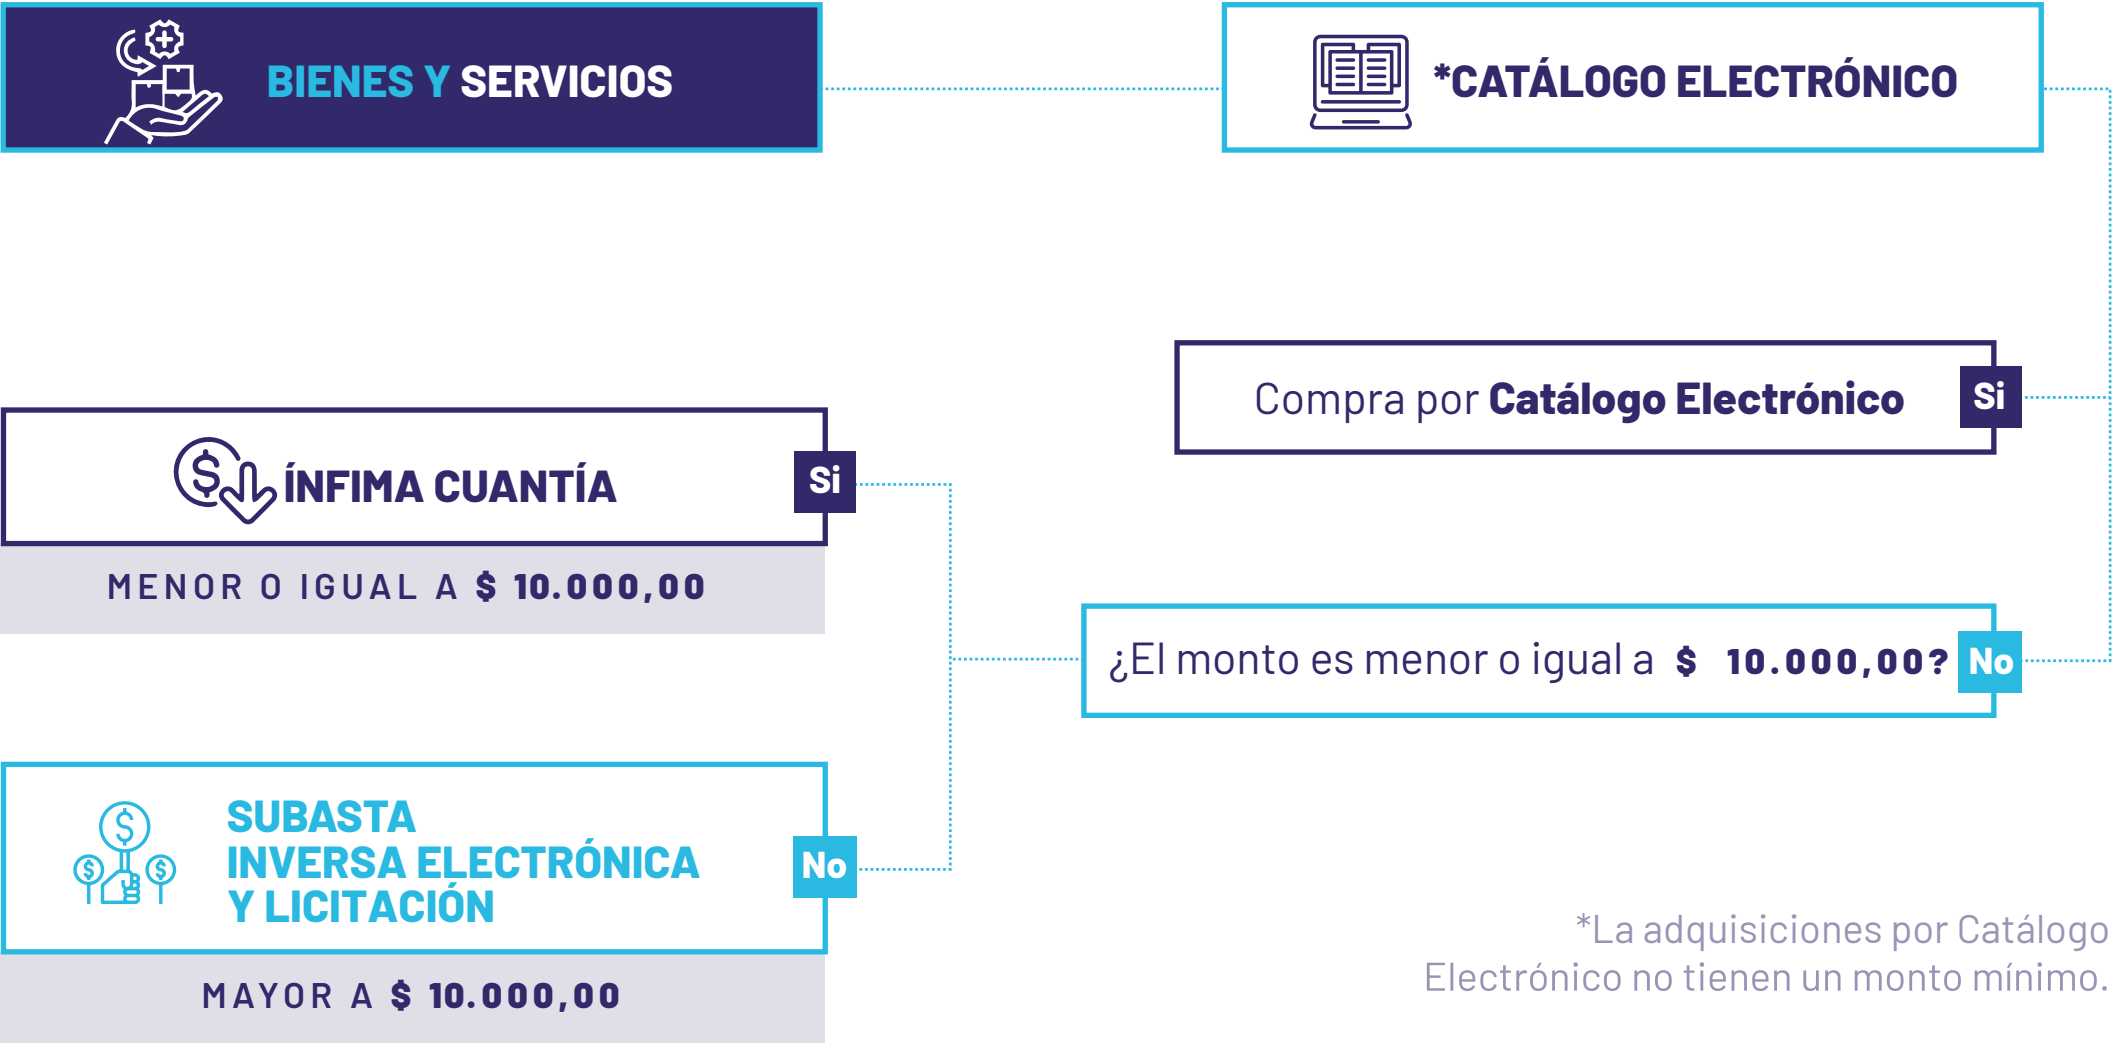 BIENES Y SERVICIOS
*CATÁLOGO ELECTRÓNICO
Compra por Catálogo Electrónico
Si
ÍNFIMA CUANTÍA
Si
MENOR O IGUAL A $ 10.000,00
¿El monto es menor o igual a $ 10.000,00?
No
SUBASTA
INVERSA ELECTRÓNICA
Y LICITACIÓN
No
MAYOR A $ 10.000,00
*La adquisiciones por Catálogo
Electrónico no tienen un monto mínimo.